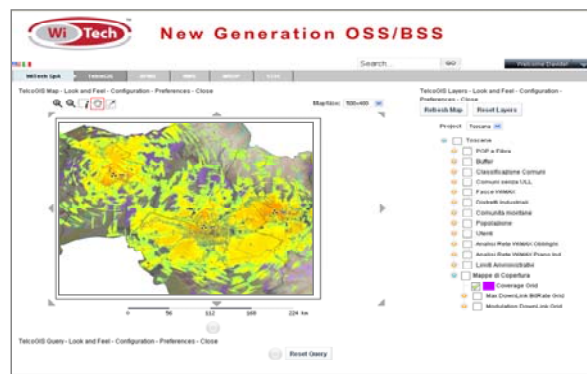 Wi Tech
New Generation OSS/BSS
Search... GO Welcome Davide!
WiTech SpA TelcoGIS
TelcoGIS Map - Look and Feel - Configuration - Preferences - Close
MapSize: 500x400
0 56 112 168 224 km
TelcoGIS Query - Look and Feel - Configuration - Preferences - Close
Reset Query
TelcoGIS Layers - Look and Feel - Configuration -
Preferences - Close
Refresh Map Reset Layers
Project Toscana
Toscana
POP e Fibra
Buffer
Classificazione Comuni
Comuni senza ULL
Fasce WiMAX
Distretti Industriali
Comunità montane
Popolazione
Utenti
Analisi Rete WiMAX Obblighi
Analisi Rete WiMAX Piano Ind
Limiti Amministrativi
Mappe di Copertura
Coverage Grid
Max DownLink BitRate Grid
Modulation DownLink Grid